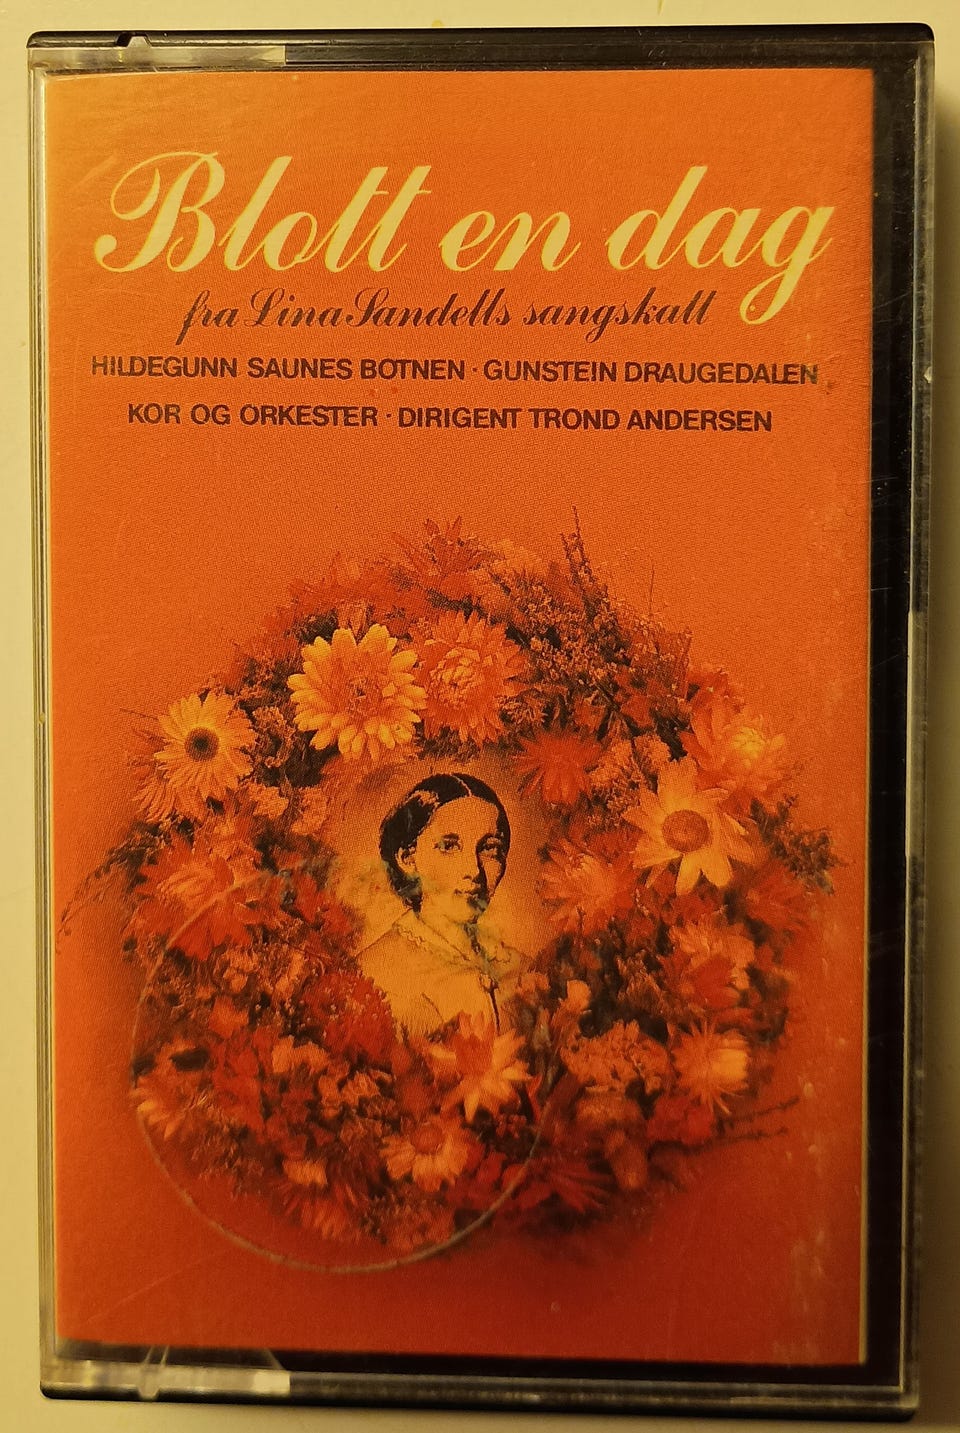 Blott en dag
fra Lina Sandells sangskatt
HILDEGUNN SAUNES BOTNEN · GUNSTEIN DRAUGEDALEN
KOR OG ORKESTER · DIRIGENT TROND ANDERSEN